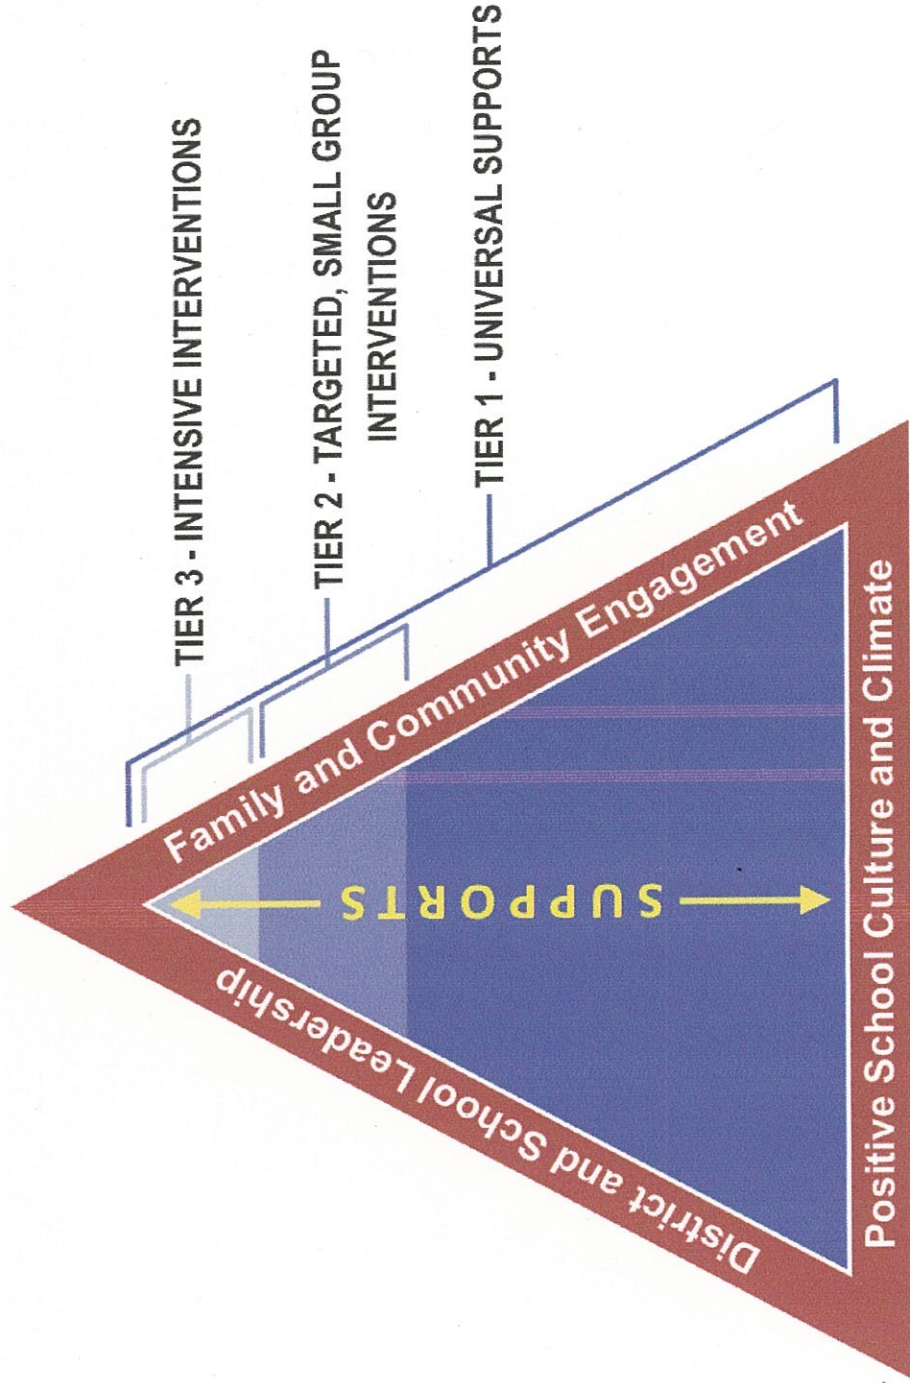 TIER 3 - INTENSIVE INTERVENTIONS
TIER 2 - TARGETED, SMALL GROUP
INTERVENTIONS
TIER 1 - UNIVERSAL SUPPORTS
District and School Leadership
Family and Community Engagement
SUPPORTS
Positive School Culture and Climate